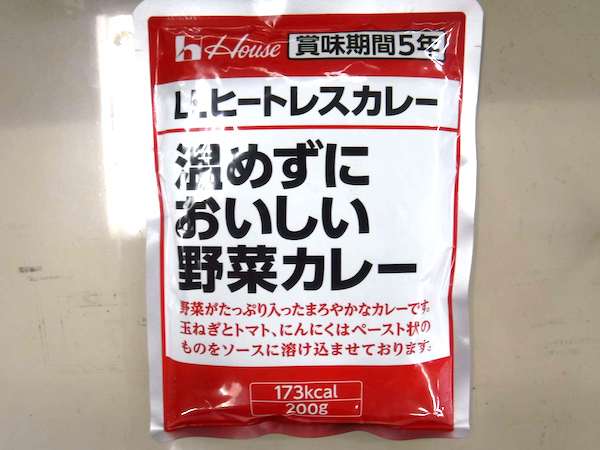 House 賞味期間5年
LLヒートレスカレー
温めずに
おいしい
野菜カレー
野菜がたっぷり入ったまろやかなカレーです。
玉ねぎとトマト、にんにくはペースト状の
ものをソースに溶け込ませております。
173kcal
200g